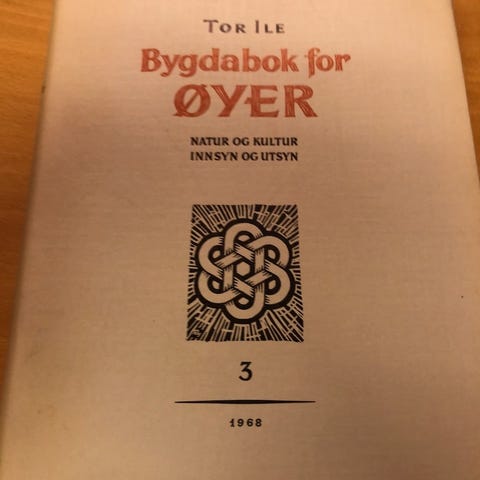 TOR ILE
Bygdabok for
ØYER
NATUR OG KULTUR
INNSYN OG UTSYN
3
1968